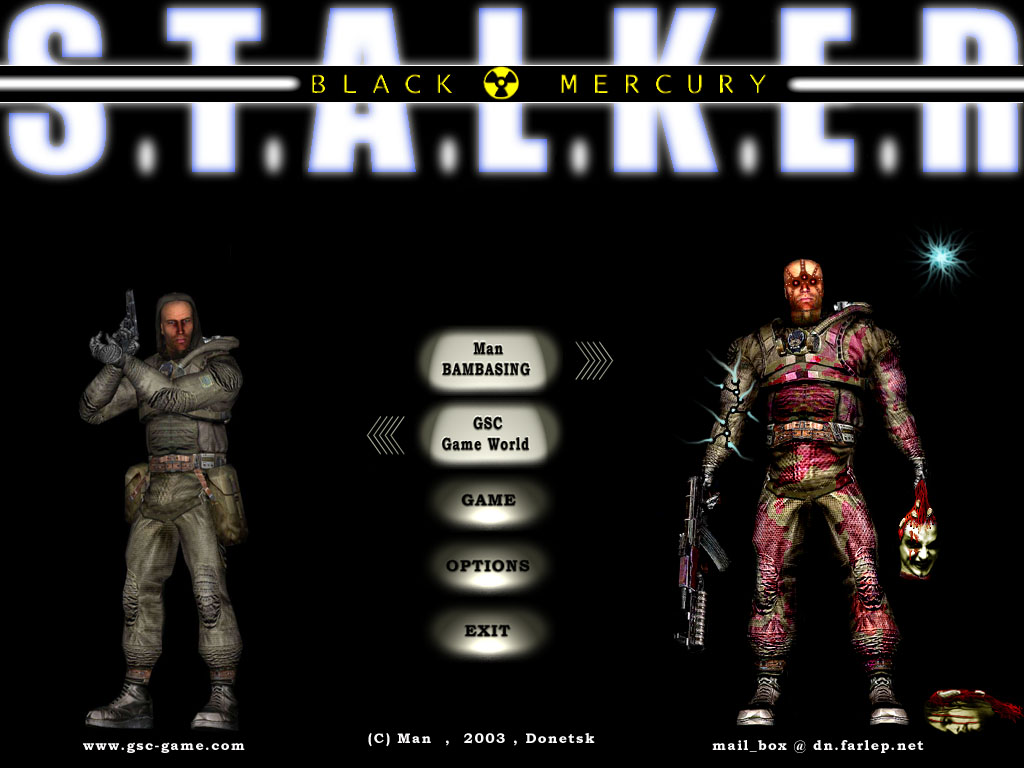 S.T.A.L.K.E.R
BLACK MERCURY
Man
BAMBASING
GSC
Game World
GAME
OPTIONS
EXIT
(C) Man , 2003 , Donetsk
www.gsc-game.com
mail_box @ dn.farlep.net